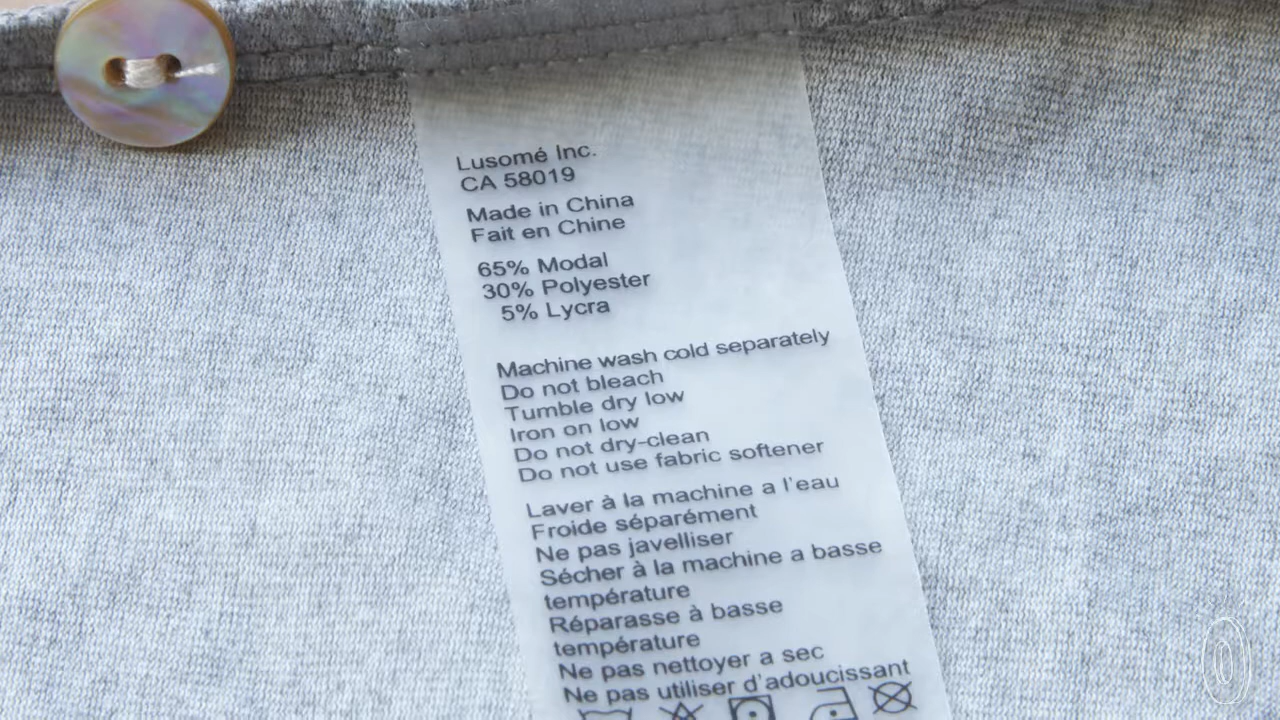 Lusomé Inc.
CA 58019
Made in China
Fait en Chine
65% Modal
30% Polyester
5% Lycra
Machine wash cold separately
Do not bleach
Tumble dry low
Iron on low
Do not dry-clean
Do not use fabric softener
Laver à la machine a l'eau
Froide séparément
Ne pas javelliser
Sécher à la machine a basse
température
Réparasse à basse
température
Ne pas nettoyer a sec
Ne pas utiliser d'adoucissant